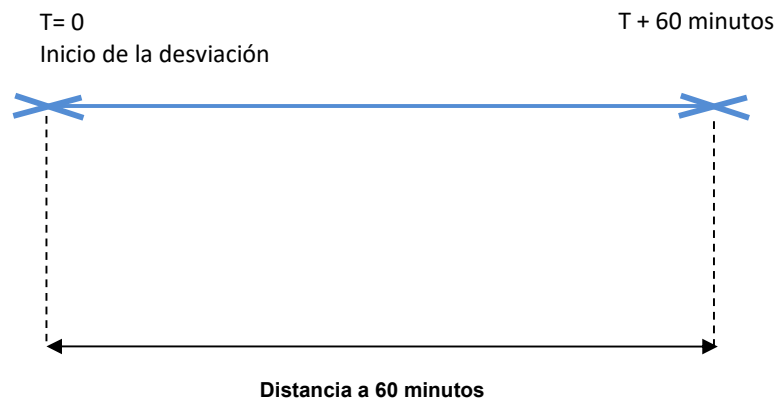 T= 0
Inicio de la desviación
T + 60 minutos
Distancia a 60 minutos